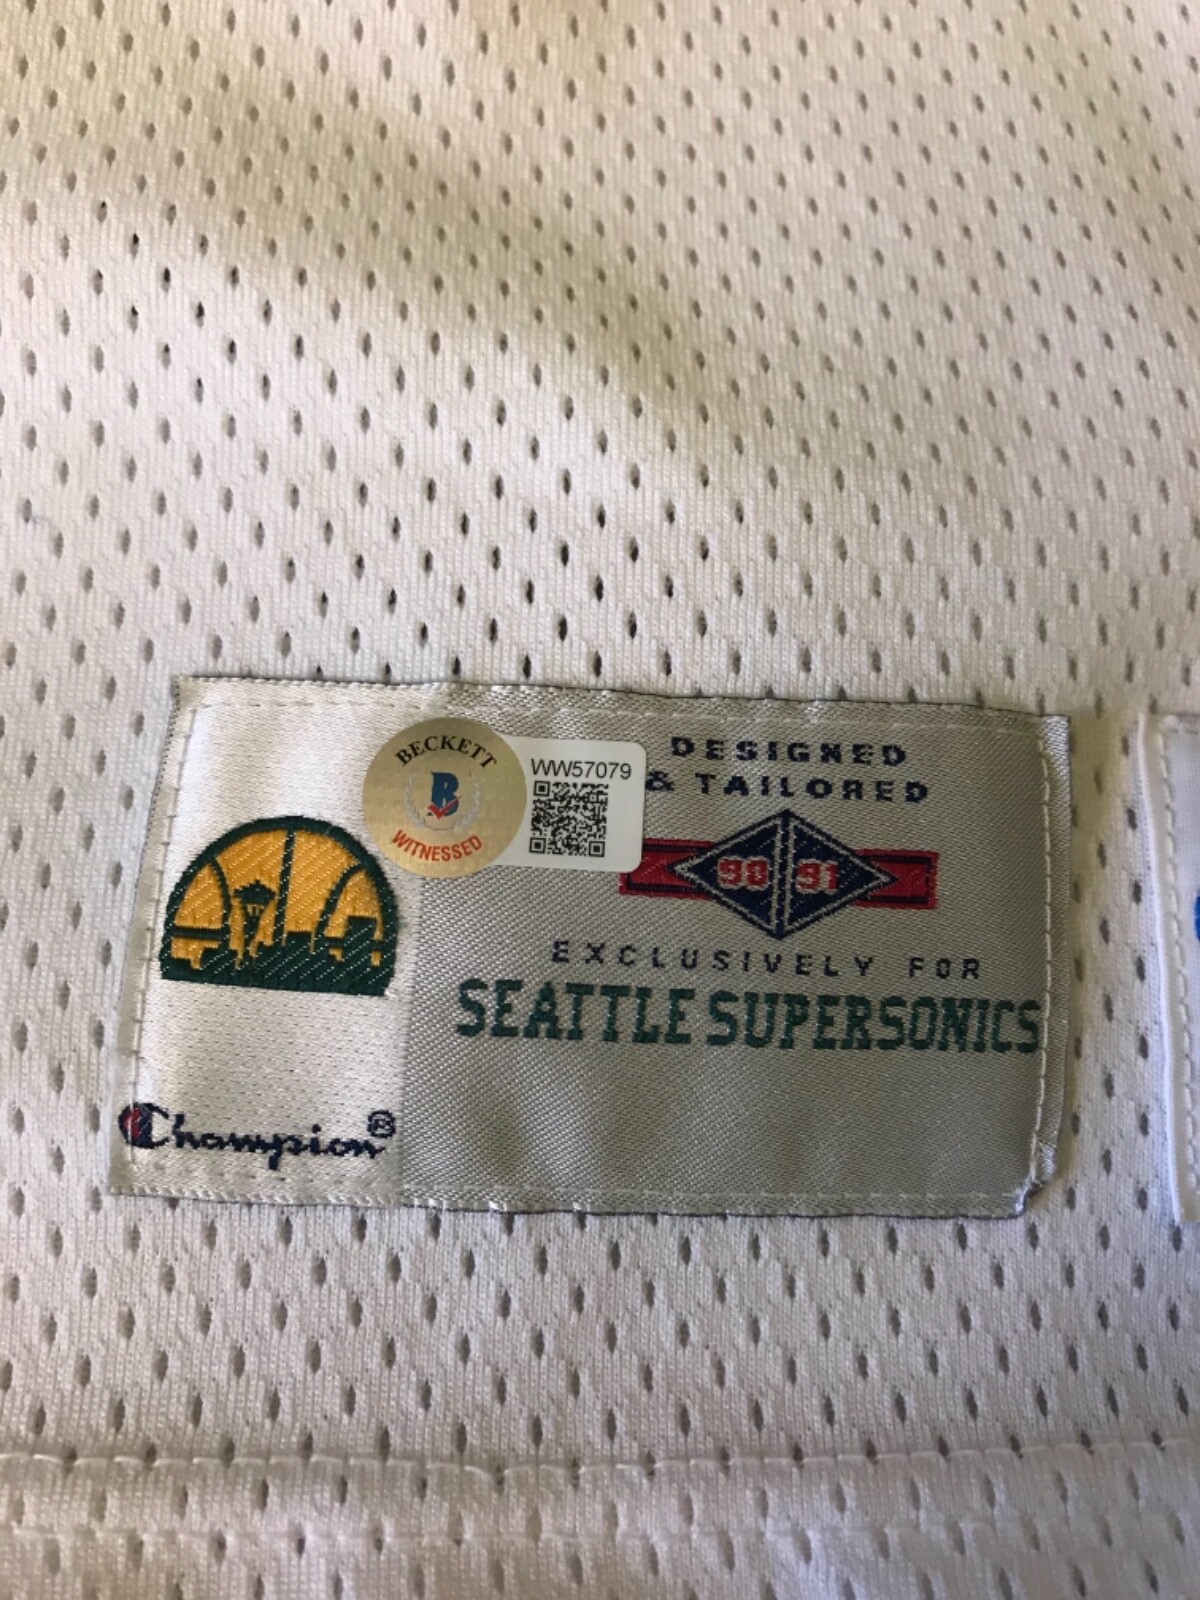 BECKETT
B
WITNESSED
WW57079
DESIGNED
& TAILORED
90 91
EXCLUSIVELY FOR
SEATTLE SUPERSONICS
Champion®